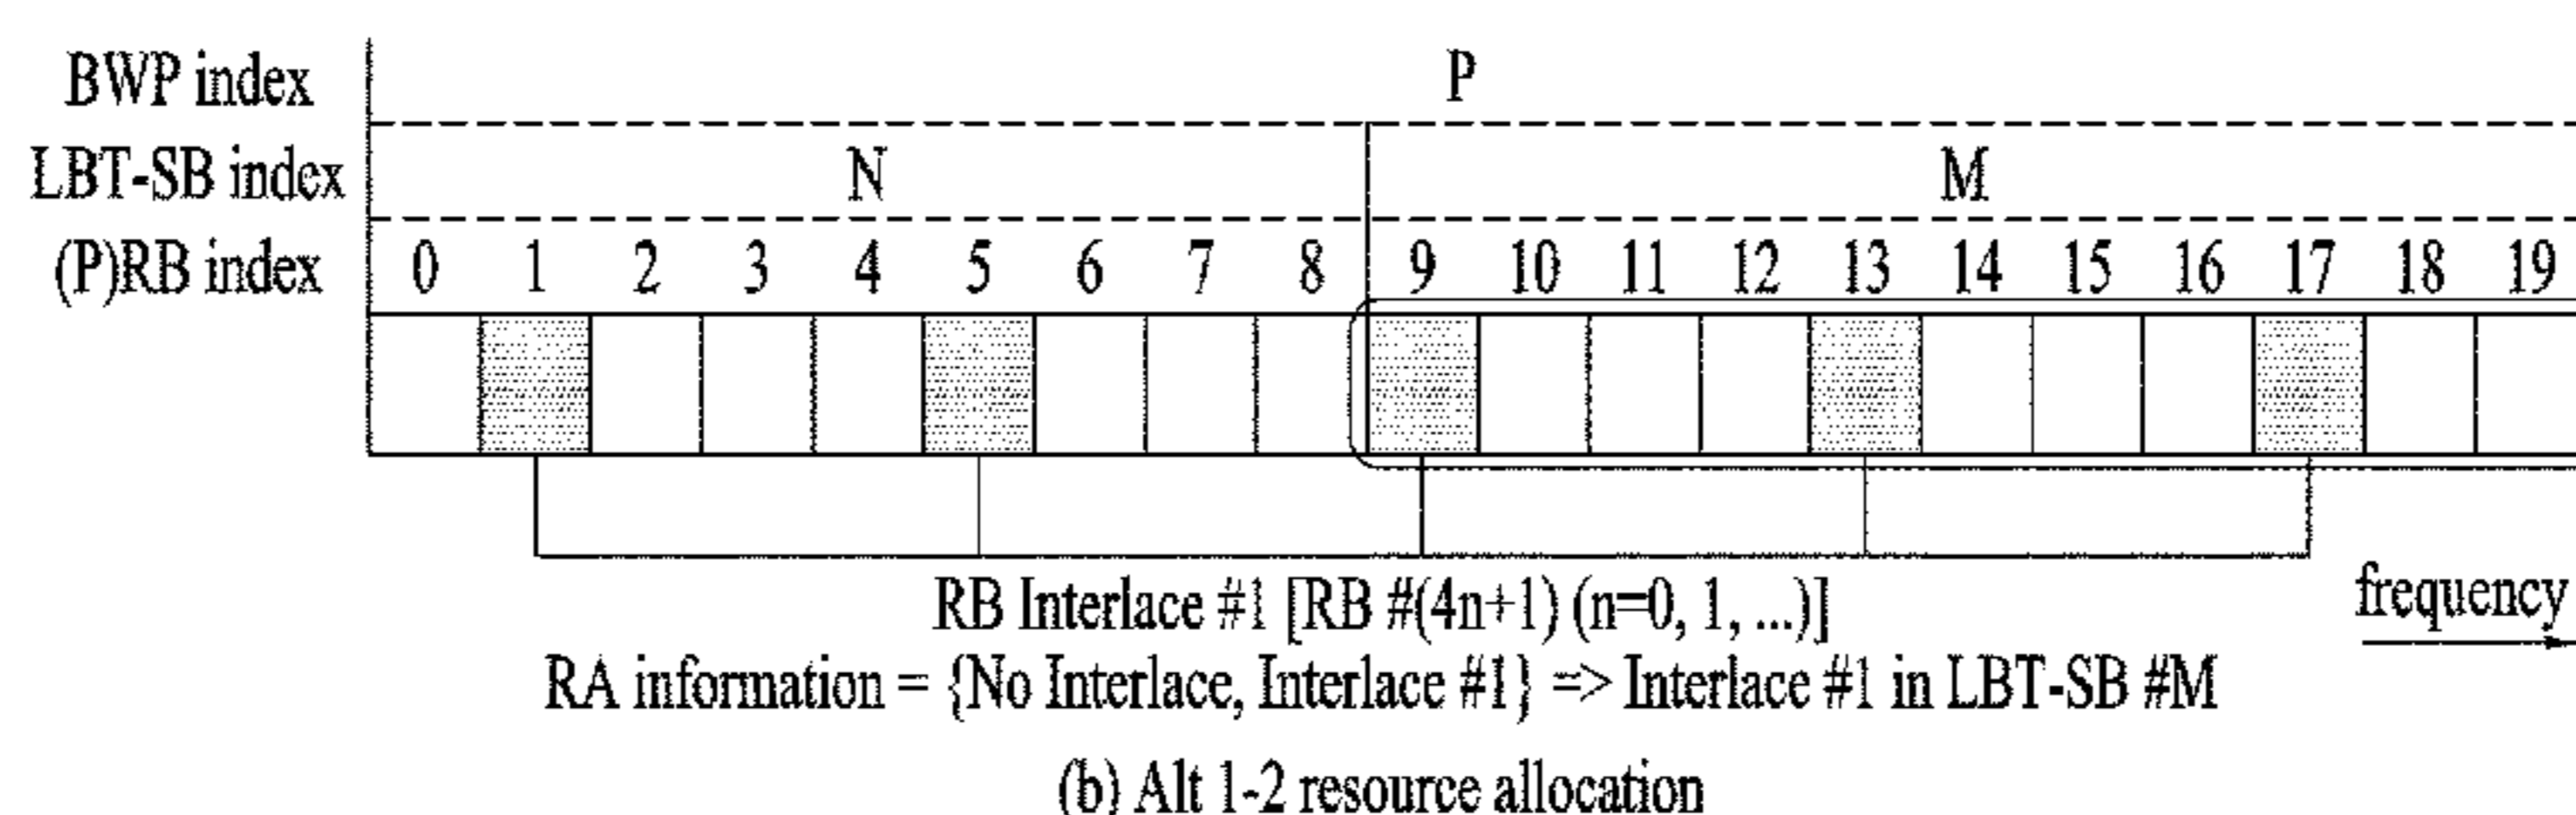 BWP index P
LBT-SB index N M
(P)RB index 0 1 2 3 4 5 6 7 8 9 10 11 12 13 14 15 16 17 18 19
RB Interlace #1 [RB #(4n+1) (n=0, 1, ...)]
frequency
RA information = {No Interlace, Interlace #1} => Interlace #1 in LBT-SB #M
(b) Alt 1-2 resource allocation